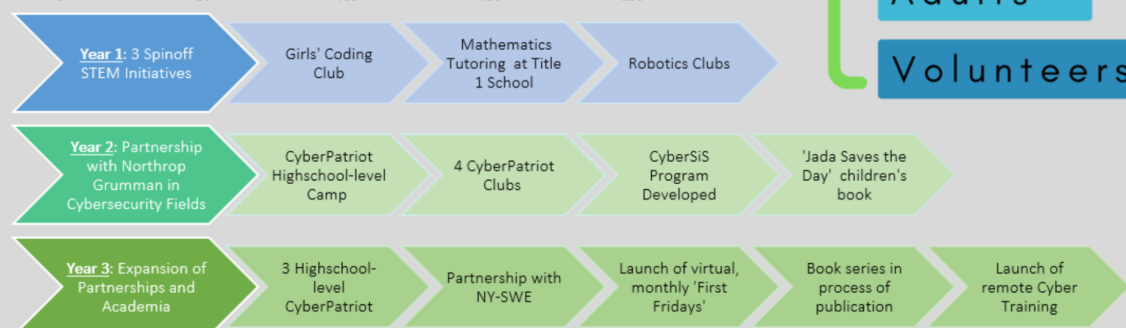 Adults
Volunteers
Year 1: 3 Spinoff
STEM Initiatives
Girls' Coding
Club
Mathematics
Tutoring at Title
1 School
Robotics Clubs
Year 2: Partnership
with Northrop
Grumman in
Cybersecurity Fields
CyberPatriot
Highschool-level
Camp
4 CyberPatriot
Clubs
CyberSiS
Program
Developed
'Jada Saves the
Day' children's
book
Year 3: Expansion of
Partnerships and
Academia
3 Highschool-
level
CyberPatriot
Partnership with
NY-SWE
Launch of virtual,
monthly 'First
Fridays'
Book series in
process of
publication
Launch of
remote Cyber
Training